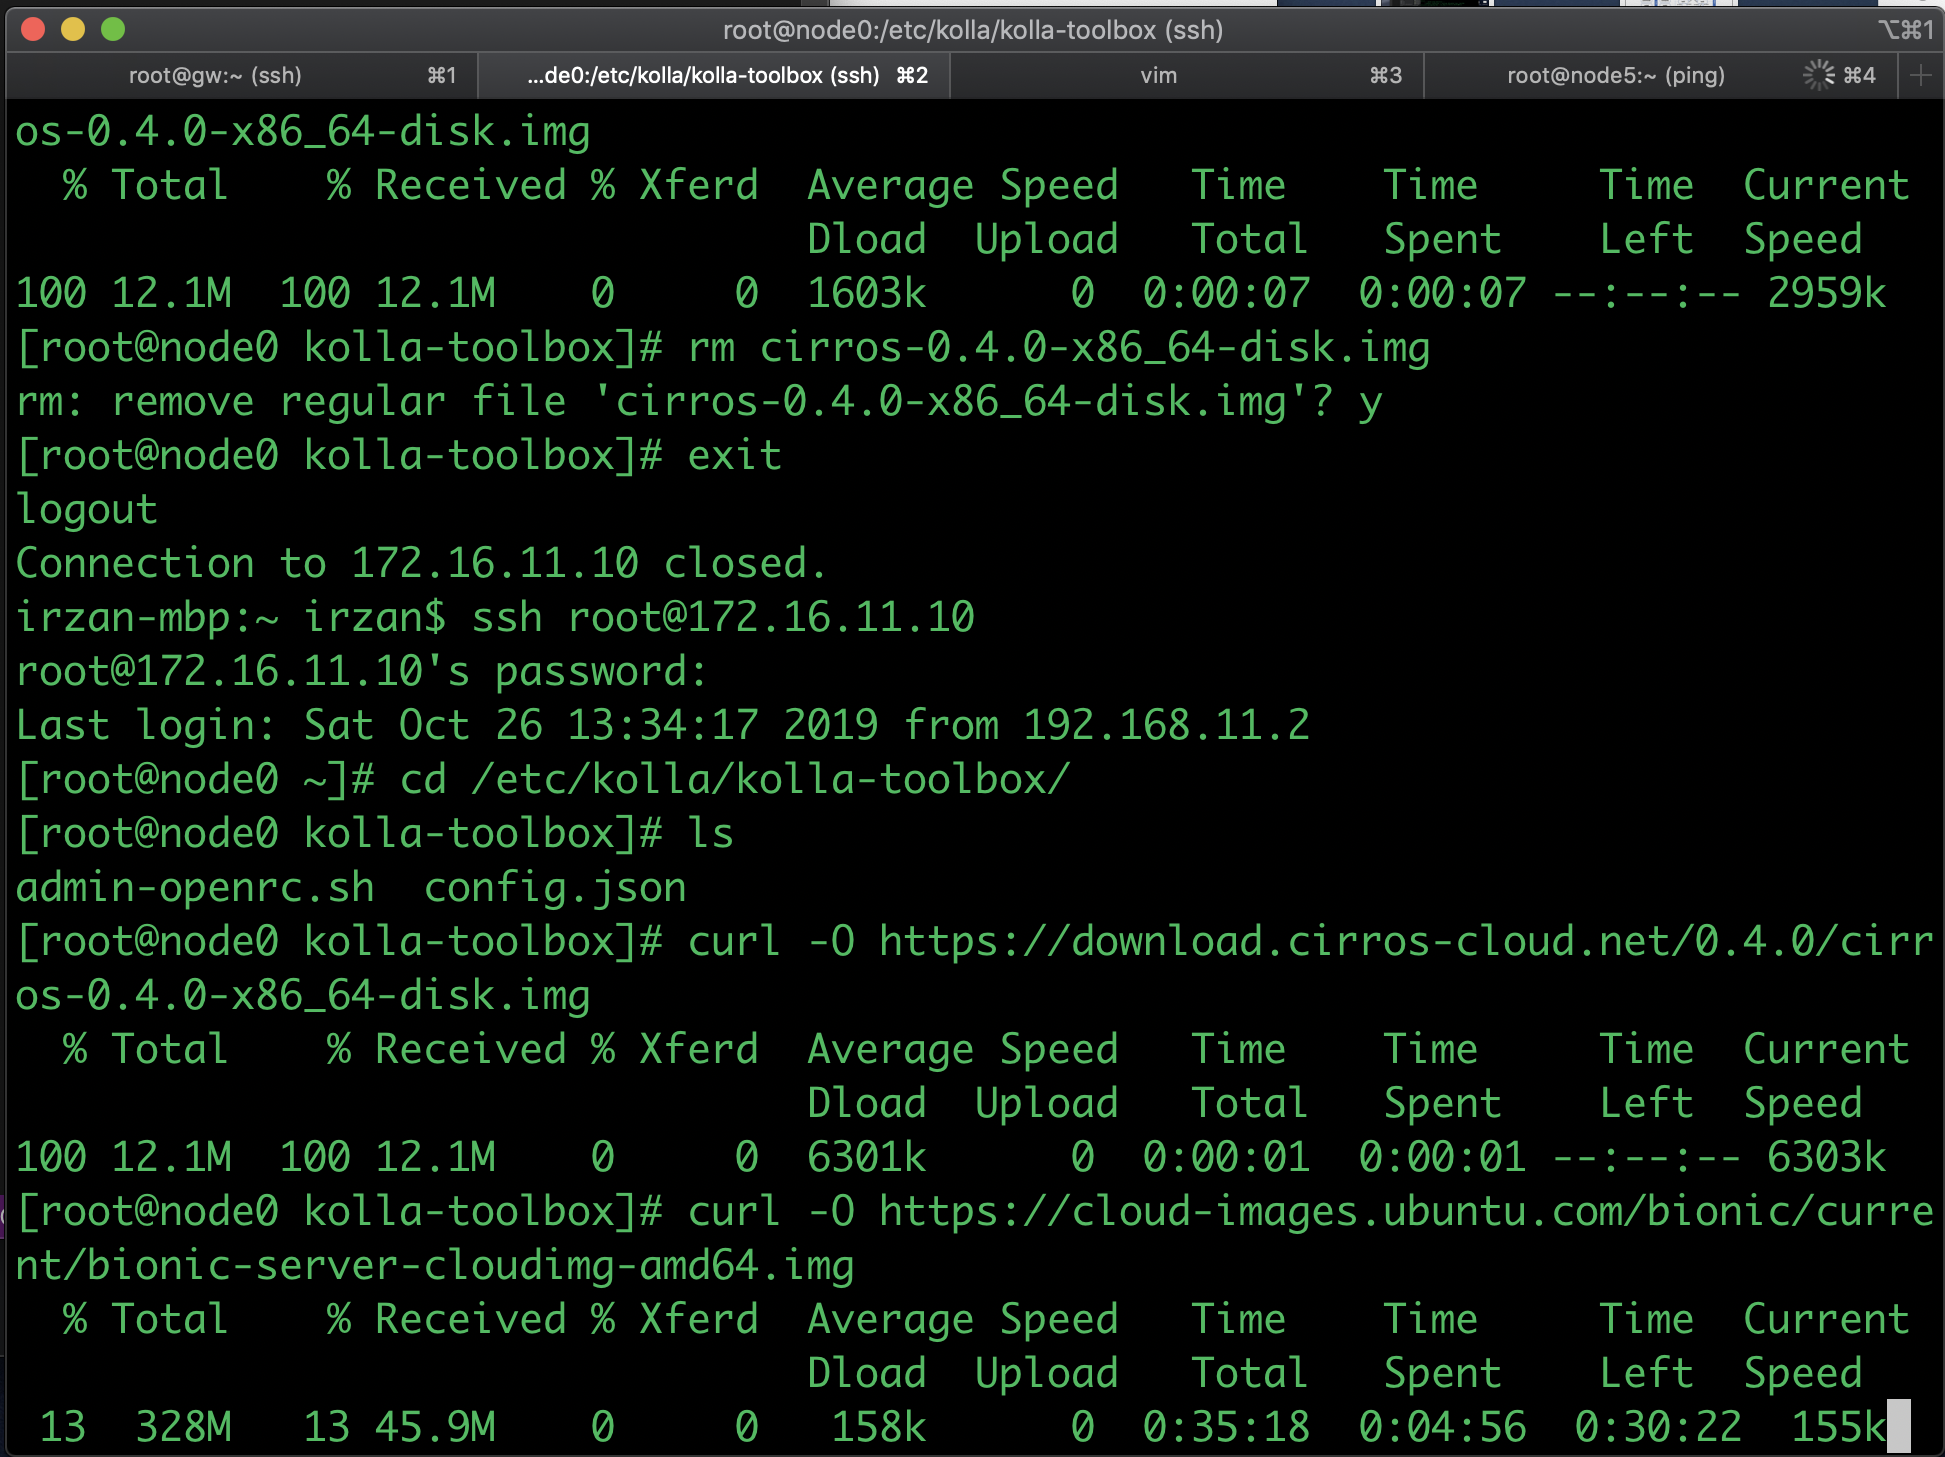 root@node0:/etc/kolla/kolla-toolbox (ssh) ⌥⌘1
root@gw:~ (ssh) ⌘1 ...de0:/etc/kolla/kolla-toolbox (ssh) ⌘2 vim ⌘3 root@node5:~ (ping) ⌘4 +
os-0.4.0-x86_64-disk.img
  % Total    % Received % Xferd  Average Speed   Time    Time     Time  Current
                                 Dload  Upload   Total   Spent    Left  Speed
100 12.1M  100 12.1M    0     0  1603k      0  0:00:07  0:00:07 --:--:-- 2959k
[root@node0 kolla-toolbox]# rm cirros-0.4.0-x86_64-disk.img
rm: remove regular file 'cirros-0.4.0-x86_64-disk.img'? y
[root@node0 kolla-toolbox]# exit
logout
Connection to 172.16.11.10 closed.
irzan-mbp:~ irzan$ ssh root@172.16.11.10
root@172.16.11.10's password:
Last login: Sat Oct 26 13:34:17 2019 from 192.168.11.2
[root@node0 ~]# cd /etc/kolla/kolla-toolbox/
[root@node0 kolla-toolbox]# ls
admin-openrc.sh  config.json
[root@node0 kolla-toolbox]# curl -O https://download.cirros-cloud.net/0.4.0/cirr
os-0.4.0-x86_64-disk.img
  % Total    % Received % Xferd  Average Speed   Time    Time     Time  Current
                                 Dload  Upload   Total   Spent    Left  Speed
100 12.1M  100 12.1M    0     0  6301k      0  0:00:01  0:00:01 --:--:-- 6303k
[root@node0 kolla-toolbox]# curl -O https://cloud-images.ubuntu.com/bionic/curre
nt/bionic-server-cloudimg-amd64.img
  % Total    % Received % Xferd  Average Speed   Time    Time     Time  Current
                                 Dload  Upload   Total   Spent    Left  Speed
 13  328M   13 45.9M    0     0   158k      0  0:35:18  0:04:56  0:30:22  155k